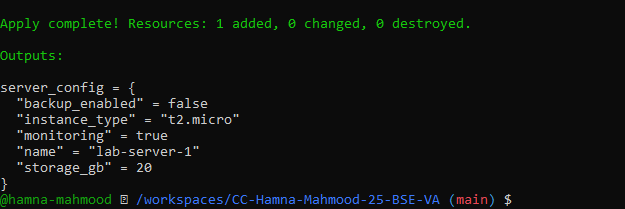 Apply complete! Resources: 1 added, 0 changed, 0 destroyed.
Outputs:
server_config = {
  "backup_enabled" = false
  "instance_type" = "t2.micro"
  "monitoring" = true
  "name" = "lab-server-1"
  "storage_gb" = 20
}
@hamna-mahmood /workspaces/CC-Hamna-Mahmood-25-BSE-VA (main) $